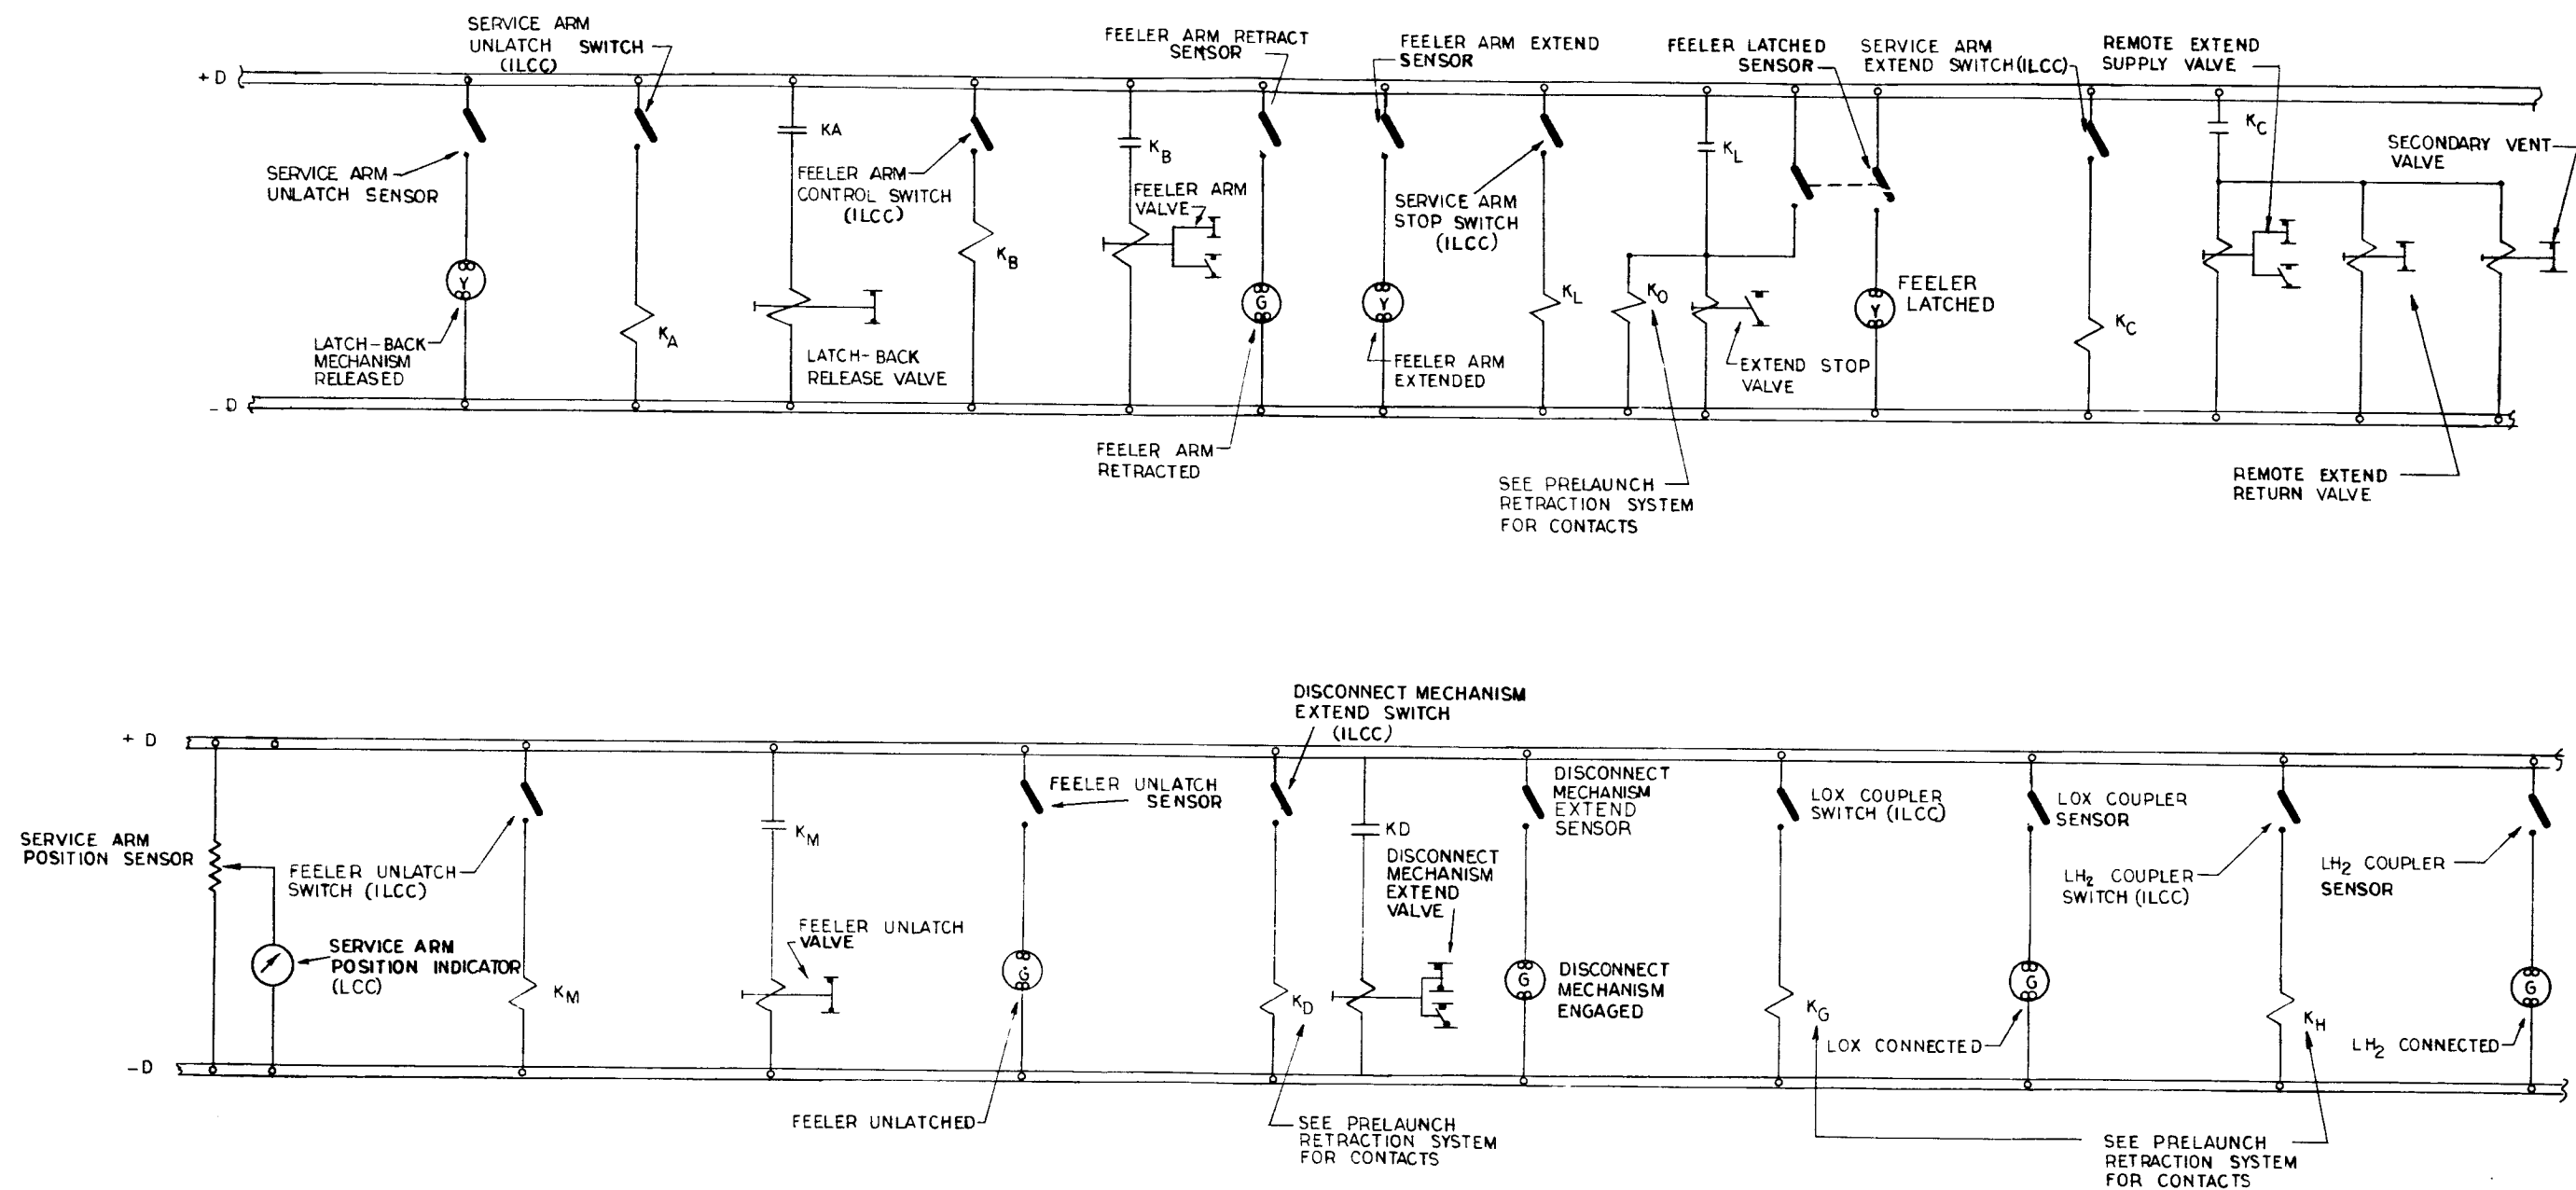 SERVICE ARM
UNLATCH SWITCH
(ILCC)
FEELER ARM RETRACT
SENSOR
FEELER ARM EXTEND
SENSOR
FEELER LATCHED
SENSOR
SERVICE ARM
EXTEND SWITCH(ILCC)
REMOTE EXTEND
SUPPLY VALVE
+ D
SERVICE ARM
UNLATCH SENSOR
KA
FEELER ARM
CONTROL SWITCH
(ILCC)
KB
FEELER ARM
VALVE
SERVICE ARM
STOP SWITCH
(ILCC)
KL
KC
SECONDARY VENT
VALVE
Y
LATCH-BACK
MECHANISM
RELEASED
KA
LATCH-BACK
RELEASE VALVE
KB
G
Y
FEELER ARM
EXTENDED
KL
KO
EXTEND STOP
VALVE
Y
FEELER
LATCHED
KC
- D
FEELER ARM
RETRACTED
SEE PRELAUNCH
RETRACTION SYSTEM
FOR CONTACTS
REMOTE EXTEND
RETURN VALVE
DISCONNECT MECHANISM
EXTEND SWITCH
(ILCC)
+ D
SERVICE ARM
POSITION SENSOR
FEELER UNLATCH
SWITCH (ILCC)
KM
FEELER UNLATCH
SENSOR
KD
DISCONNECT
MECHANISM
EXTEND
VALVE
DISCONNECT
MECHANISM
EXTEND
SENSOR
LOX COUPLER
SWITCH (ILCC)
LOX COUPLER
SENSOR
LH2 COUPLER
SWITCH (ILCC)
LH2 COUPLER
SENSOR
SERVICE ARM
POSITION INDICATOR
(LCC)
KM
FEELER UNLATCH
VALVE
G
KD
G
DISCONNECT
MECHANISM
ENGAGED
KG
G
LOX CONNECTED
KH
G
LH2 CONNECTED
-D
FEELER UNLATCHED
SEE PRELAUNCH
RETRACTION SYSTEM
FOR CONTACTS
SEE PRELAUNCH
RETRACTION SYSTEM
FOR CONTACTS